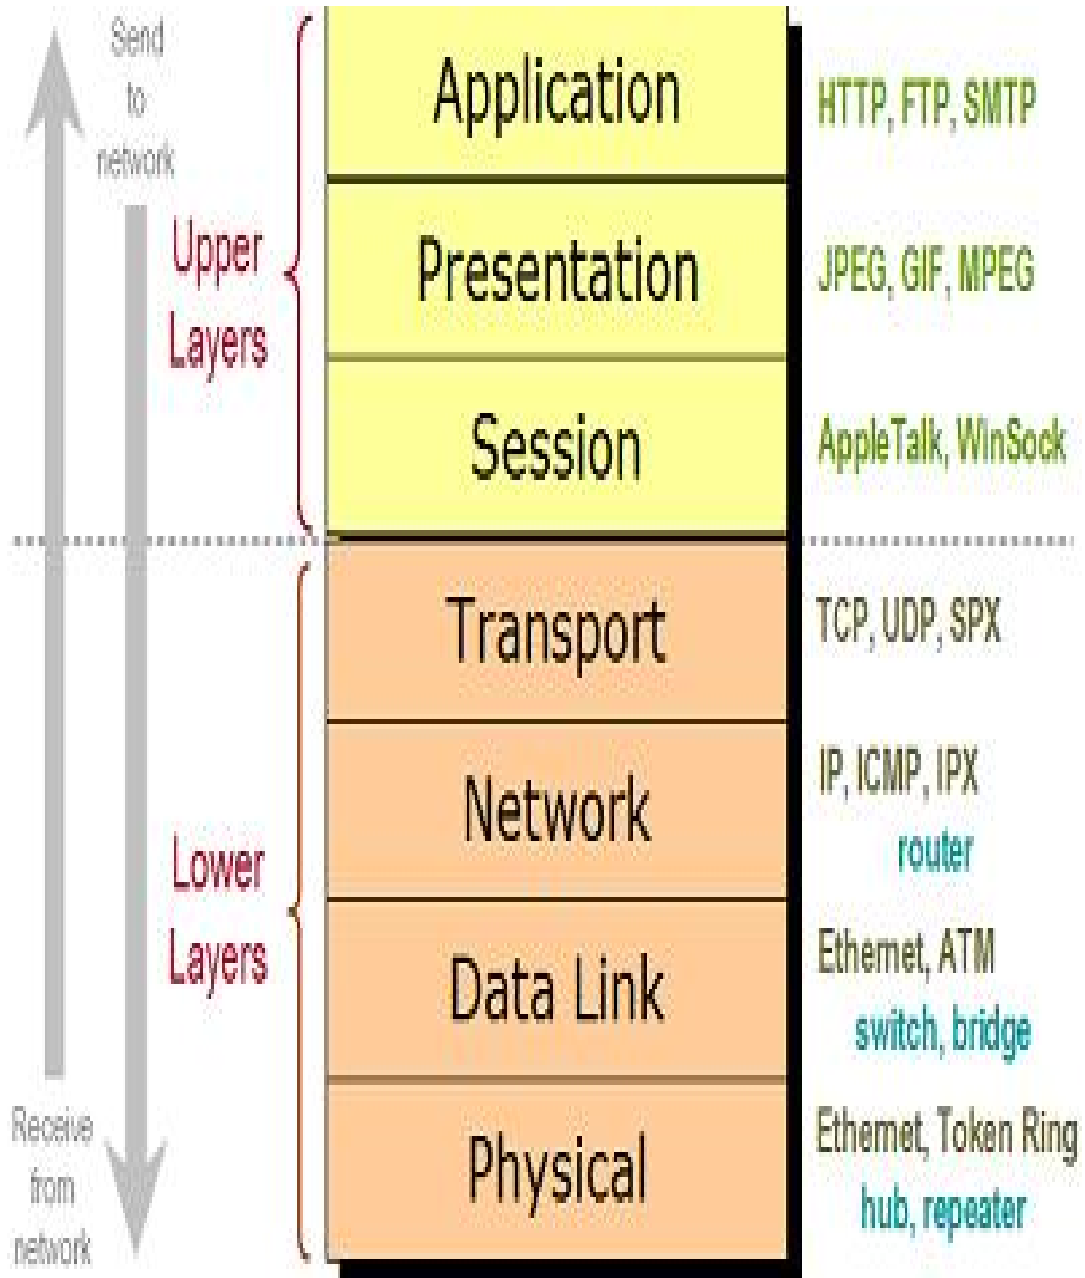 Send
to
network
Upper
Layers
Application
HTTP, FTP, SMTP
Presentation
JPEG, GIF, MPEG
Session
AppleTalk, WinSock
Transport
TCP, UDP, SPX
Network
IP, ICMP, IPX
router
Lower
Layers
Data Link
Ethernet, ATM
switch, bridge
Physical
Ethernet, Token Ring
hub, repeater
Receive
from
network